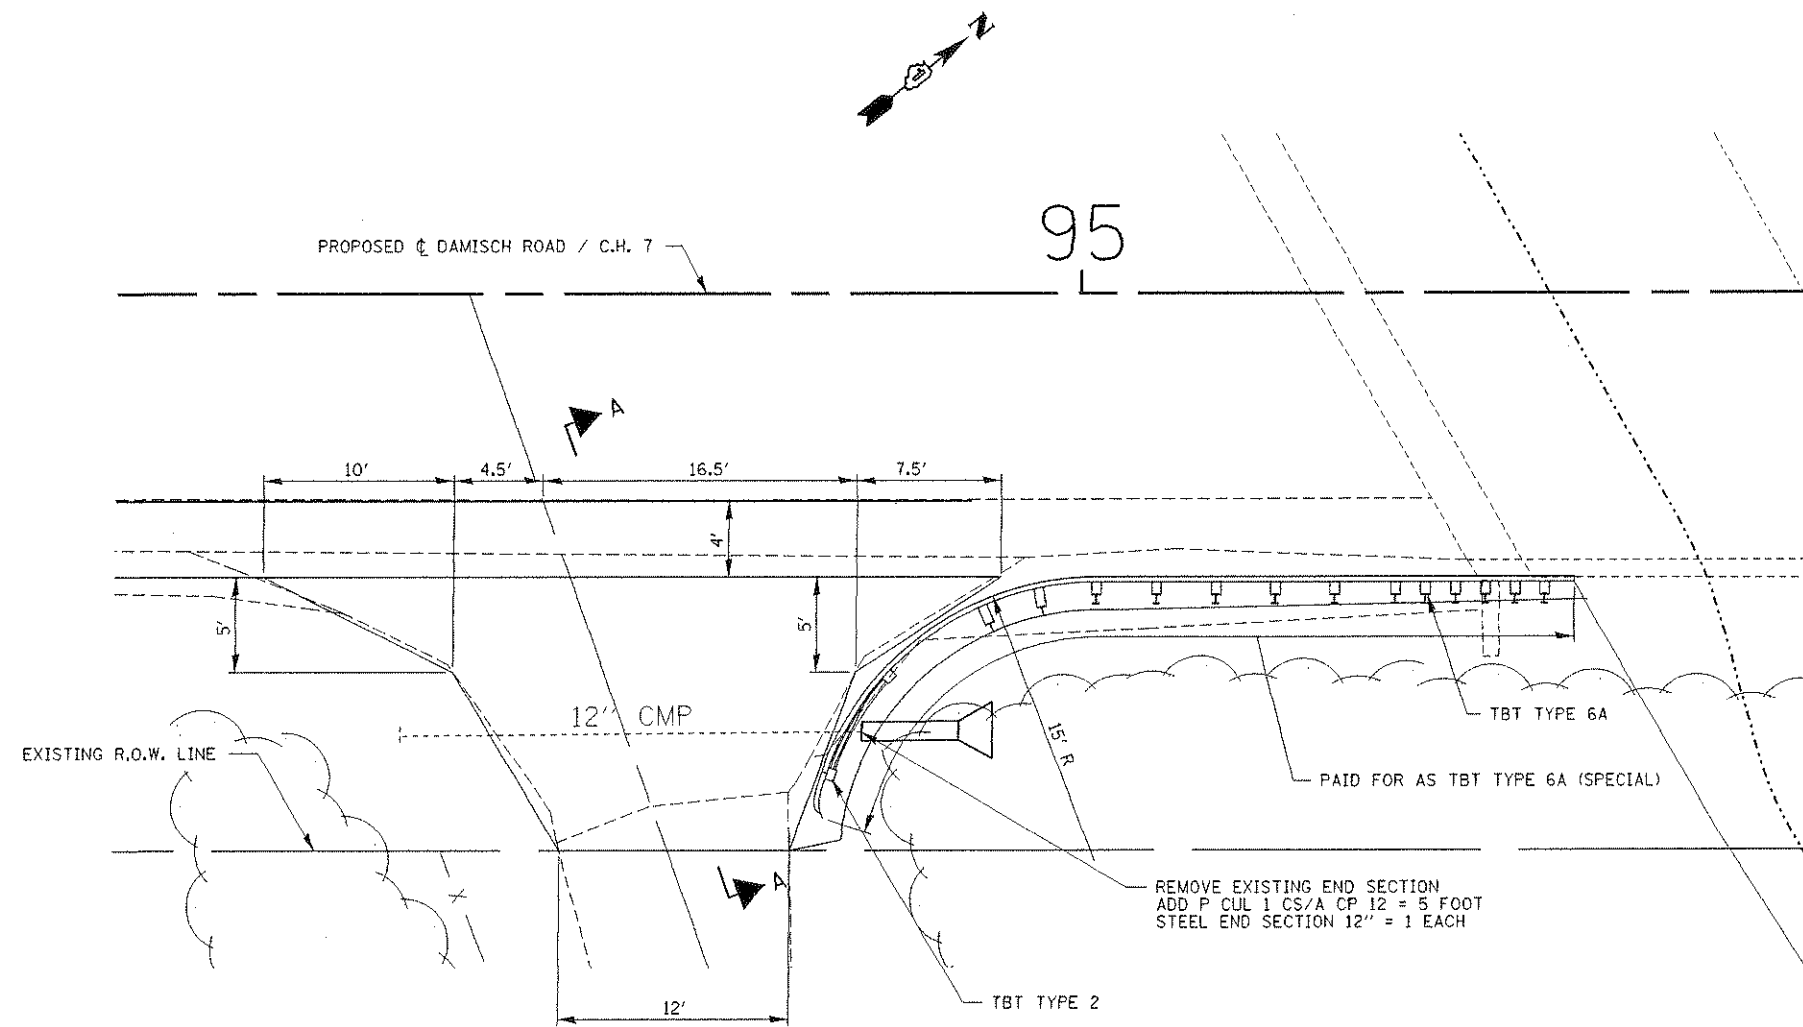 N
7
95
PROPOSED ℄ DAMISCH ROAD / C.H. 7
A
10'
4.5'
16.5'
7.5'
4'
5'
5'
12'' CMP
EXISTING R.O.W. LINE
15' R
TBT TYPE 6A
PAID FOR AS TBT TYPE 6A (SPECIAL)
A
REMOVE EXISTING END SECTION
ADD P CUL 1 CS/A CP 12 = 5 FOOT
STEEL END SECTION 12'' = 1 EACH
X
TBT TYPE 2
12'